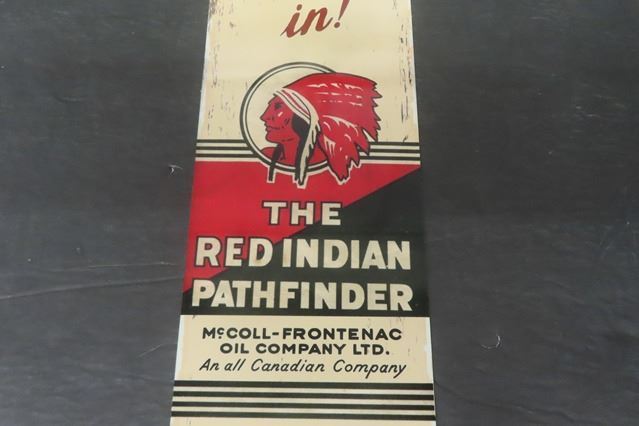 in!
THE
RED INDIAN
PATHFINDER
McCOLL-FRONTENAC
OIL COMPANY LTD.
An all Canadian Company